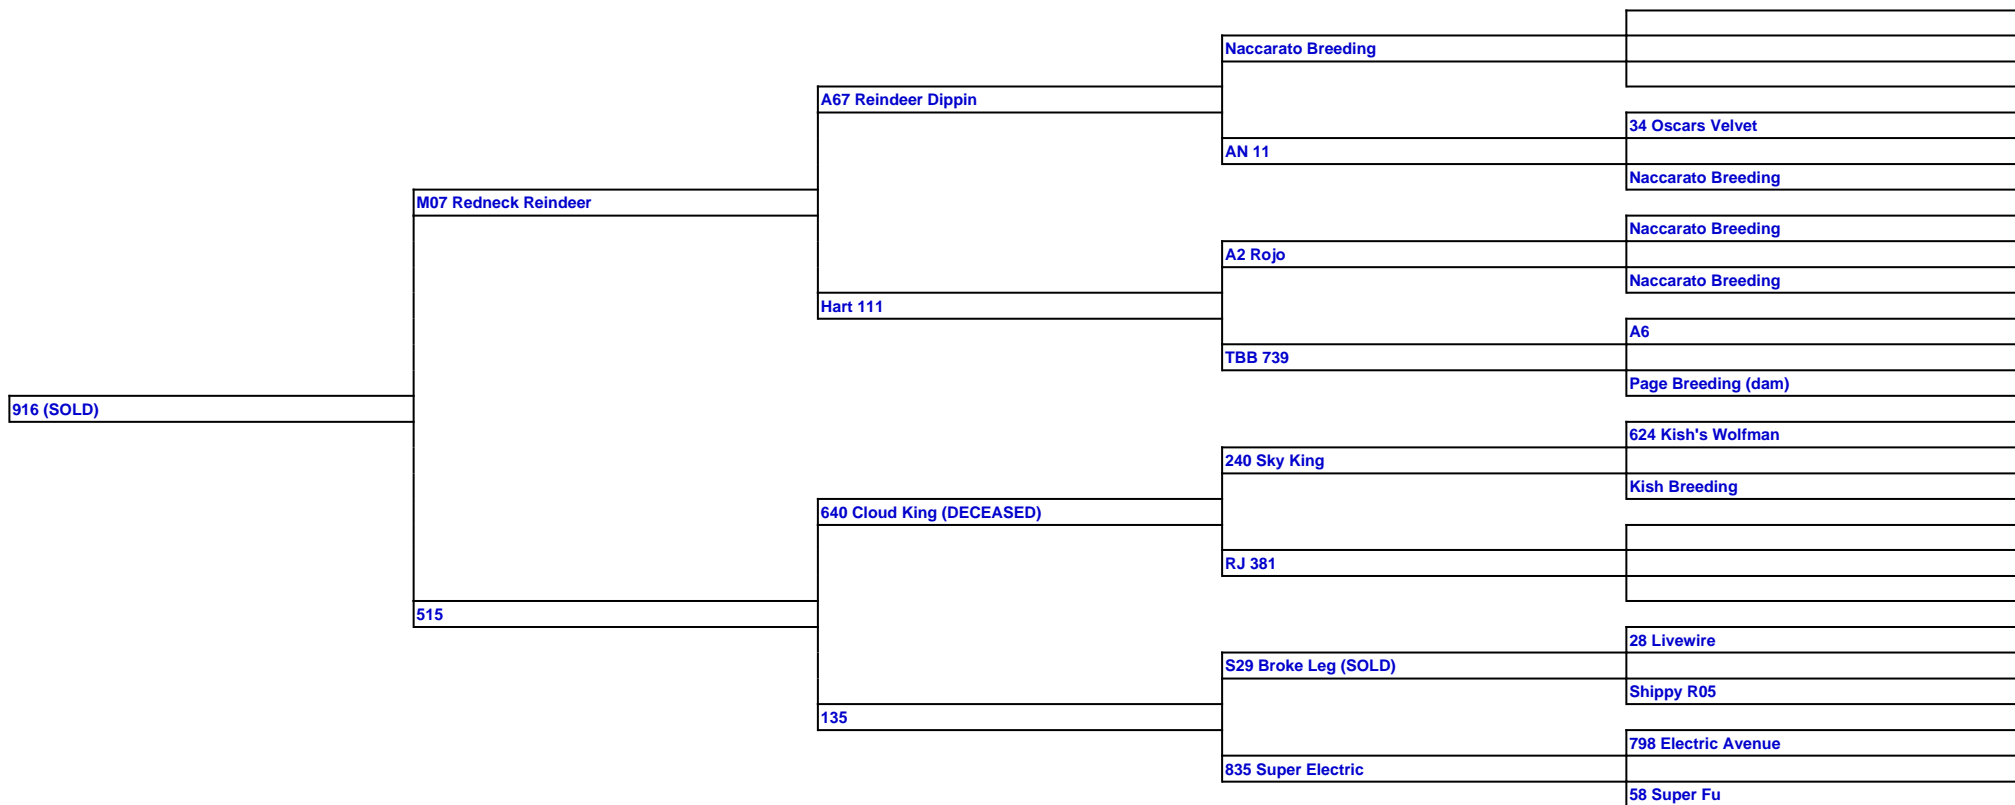 Naccarato Breeding
A67 Reindeer Dippin
34 Oscars Velvet
AN 11
Naccarato Breeding
M07 Redneck Reindeer
Naccarato Breeding
A2 Rojo
Naccarato Breeding
Hart 111
A6
TBB 739
Page Breeding (dam)
916 (SOLD)
624 Kish's Wolfman
240 Sky King
Kish Breeding
640 Cloud King (DECEASED)
RJ 381
515
28 Livewire
S29 Broke Leg (SOLD)
Shippy R05
135
798 Electric Avenue
835 Super Electric
58 Super Fu